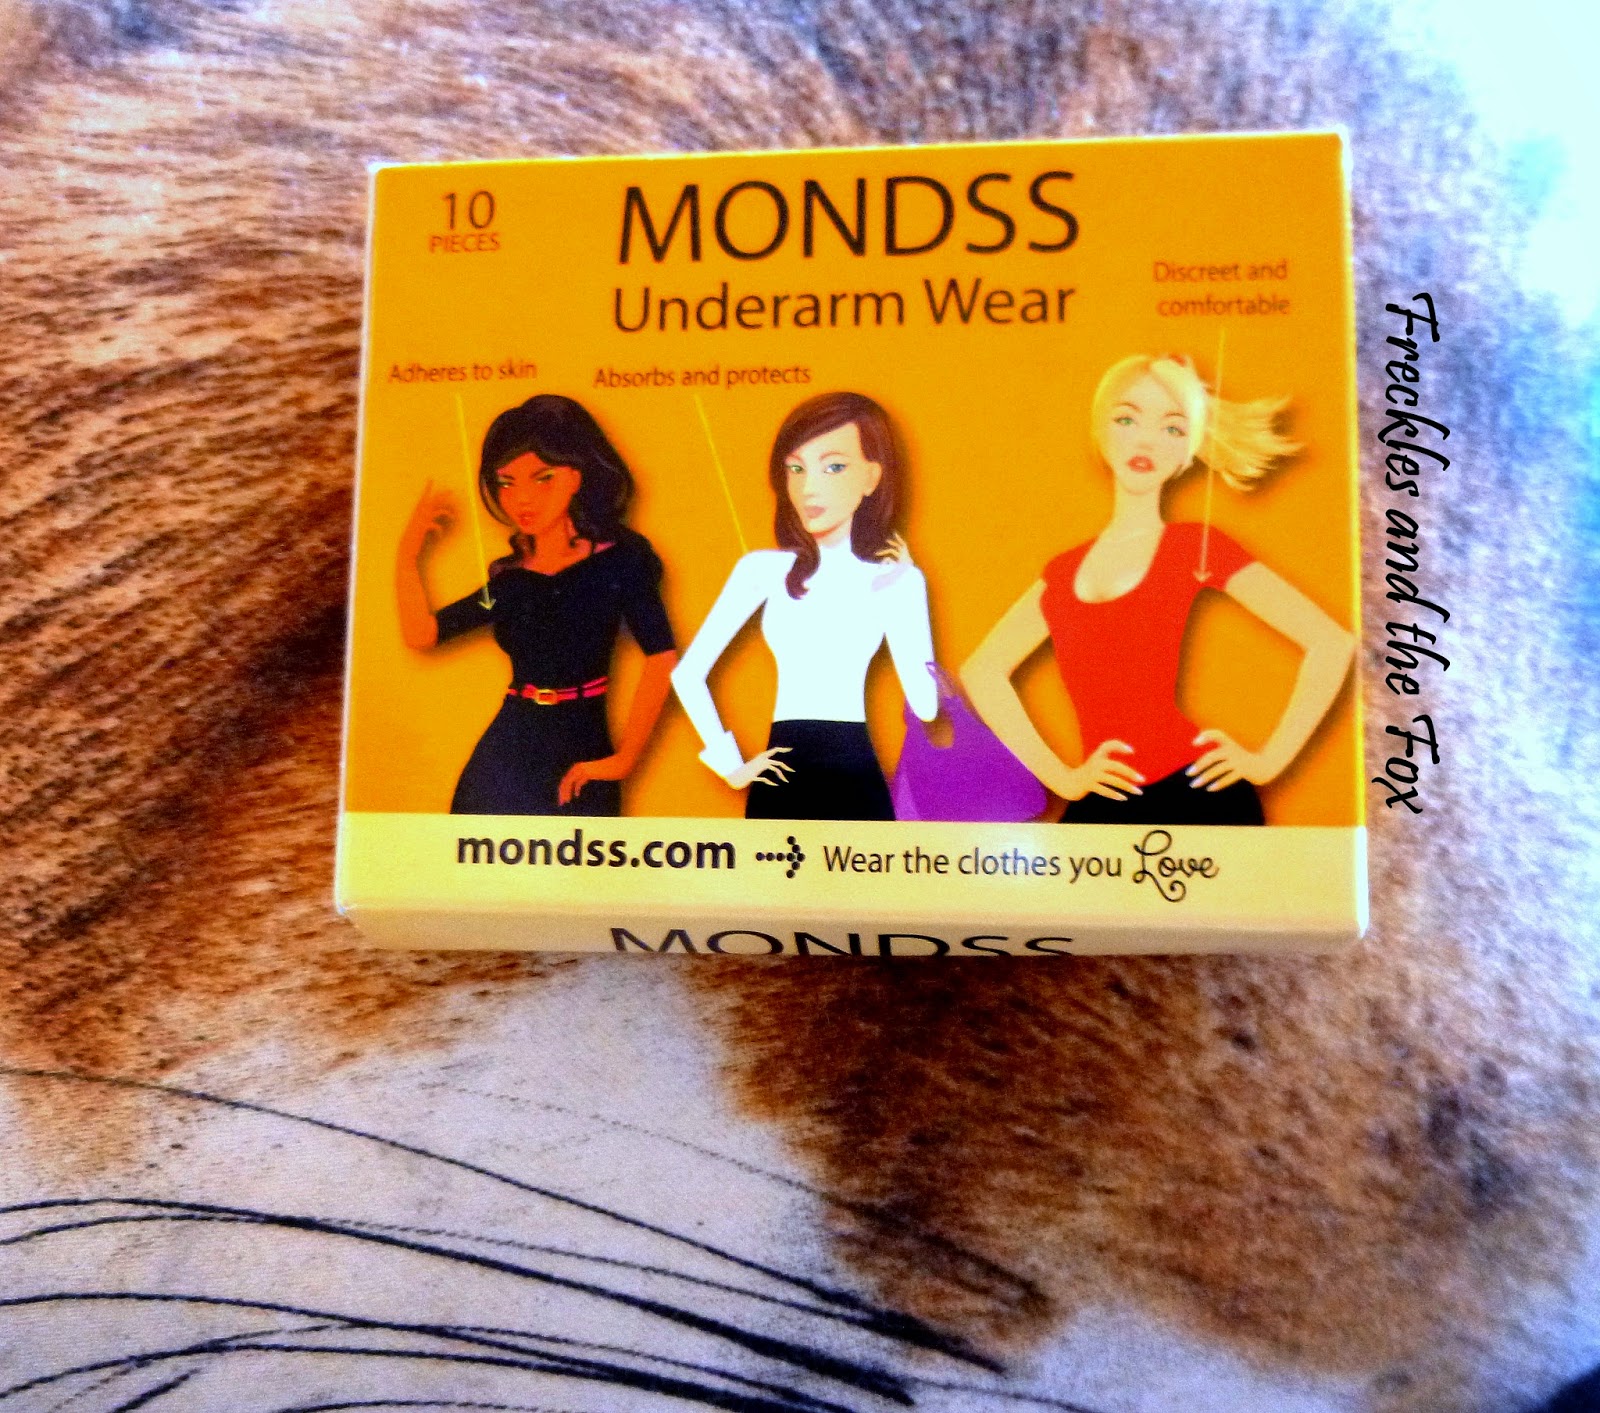 10
PIECES
MONDSS
Underarm Wear
Discreet and
comfortable
Adheres to skin
Absorbs and protects
mondss.com
Wear the clothes you Love
MONDSS
Freckles and the Fox